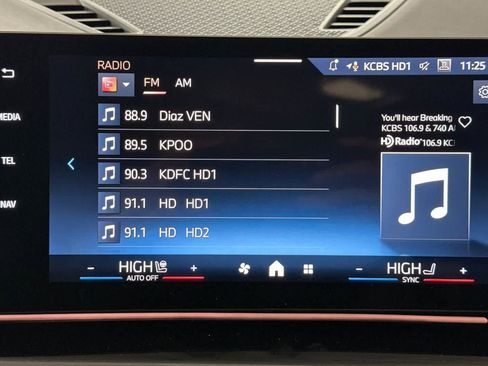 RADIO
KCBS HD1
11:25
FM AM
MEDIA
TEL
NAV
88.9 Diaz VEN
89.5 KPOO
90.3 KDFC HD1
91.1 HD HD1
91.1 HD HD2
You'll hear Breaking
KCBS 106.9 & 740 A
HD Radio 106.9 KC
- HIGH +
AUTO OFF
- HIGH +
SYNC